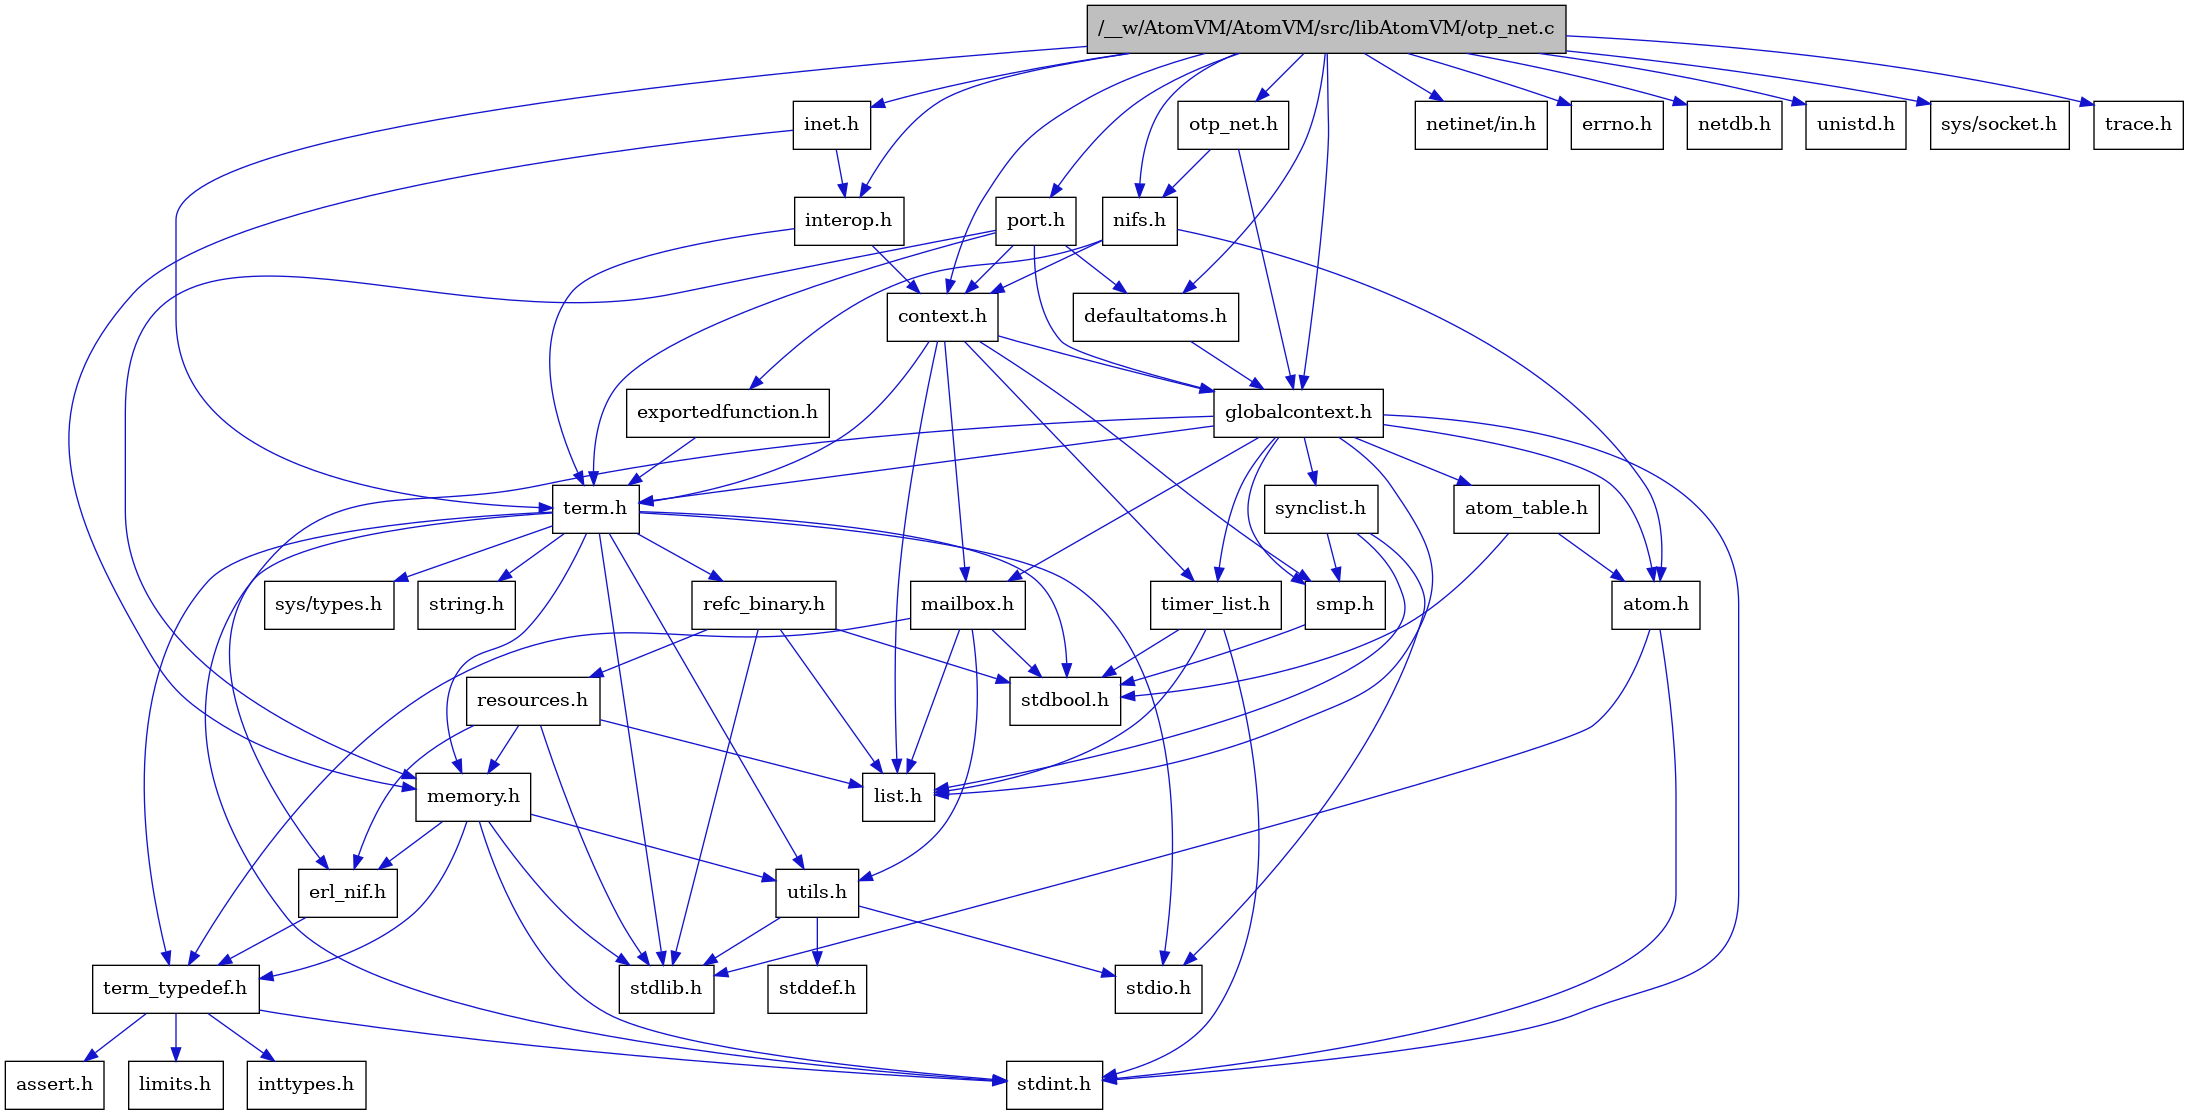 /__w/AtomVM/AtomVM/src/libAtomVM/otp_net.c
inet.h
otp_net.h
netinet/in.h
errno.h
netdb.h
unistd.h
sys/socket.h
trace.h
interop.h
port.h
nifs.h
context.h
defaultatoms.h
exportedfunction.h
globalcontext.h
term.h
synclist.h
atom_table.h
sys/types.h
string.h
refc_binary.h
mailbox.h
timer_list.h
smp.h
atom.h
resources.h
stdbool.h
memory.h
list.h
erl_nif.h
utils.h
term_typedef.h
stdlib.h
stddef.h
stdio.h
assert.h
limits.h
inttypes.h
stdint.h